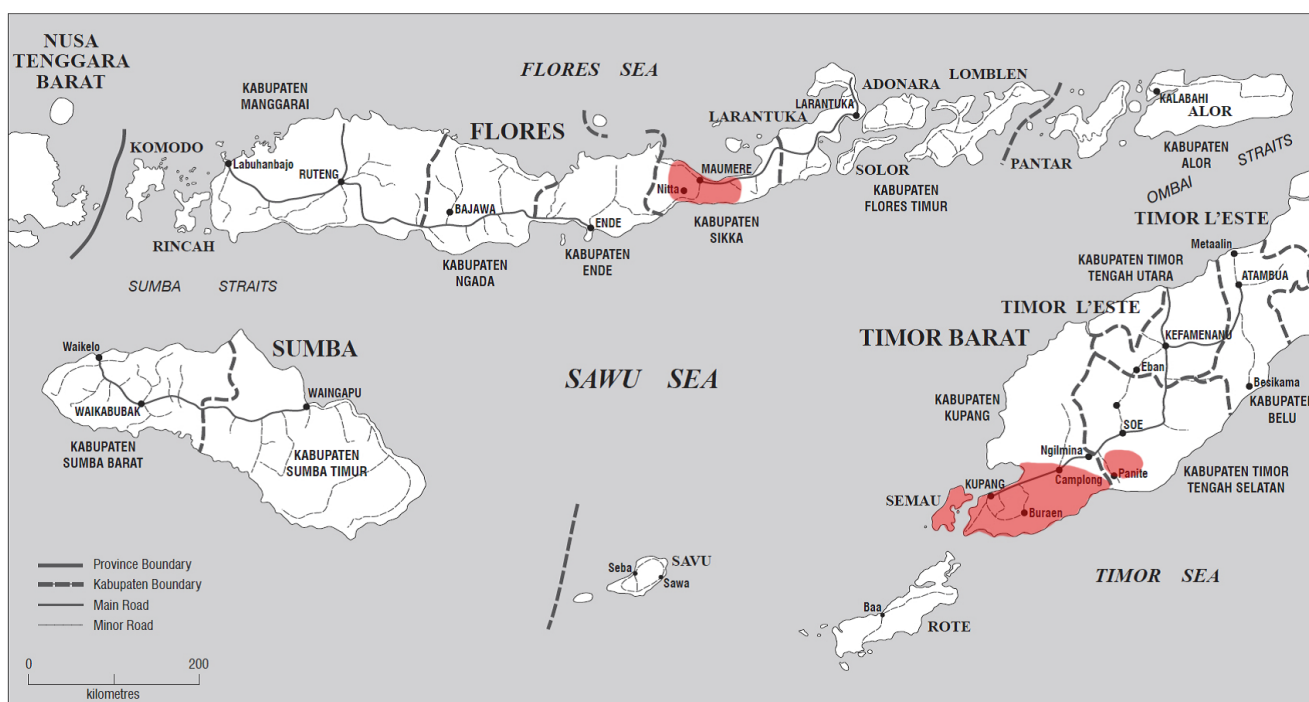 NUSA
TENGGARA
BARAT
FLORES SEA
KABUPATEN
MANGGARAI
FLORES
LARANTUKA
LARANTUKA
ADONARA
LOMBLEN
KALABAHI
ALOR
KABUPATEN
ALOR
STRAITS
OMBAI
KOMODO
Labuhanbajo
RUTENG
RINCAH
BAJAWA
KABUPATEN
NGADA
ENDE
KABUPATEN
ENDE
MAUMERE
Nitta
KABUPATEN
SIKKA
SOLOR
KABUPATEN
FLORES TIMUR
PANTAR
SUMBA STRAITS
TIMOR L'ESTE
Metaalin
KABUPATEN TIMOR
TENGAH UTARA
ATAMBUA
TIMOR L'ESTE
TIMOR BARAT
KEFAMENANU
Eban
Besikama
KABUPATEN
BELU
KABUPATEN
KUPANG
SOE
Ngilmina
Camplong
Panite
KABUPATEN TIMOR
TENGAH SELATAN
SEMAU
KUPANG
Buraen
Waikelo
SUMBA
WAINGAPU
WAIKABUBAK
KABUPATEN
SUMBA BARAT
KABUPATEN
SUMBA TIMUR
SAWU SEA
Seba
SAVU
Sawa
TIMOR SEA
Baa
ROTE
Province Boundary
Kabupaten Boundary
Main Road
Minor Road
0 200
kilometres